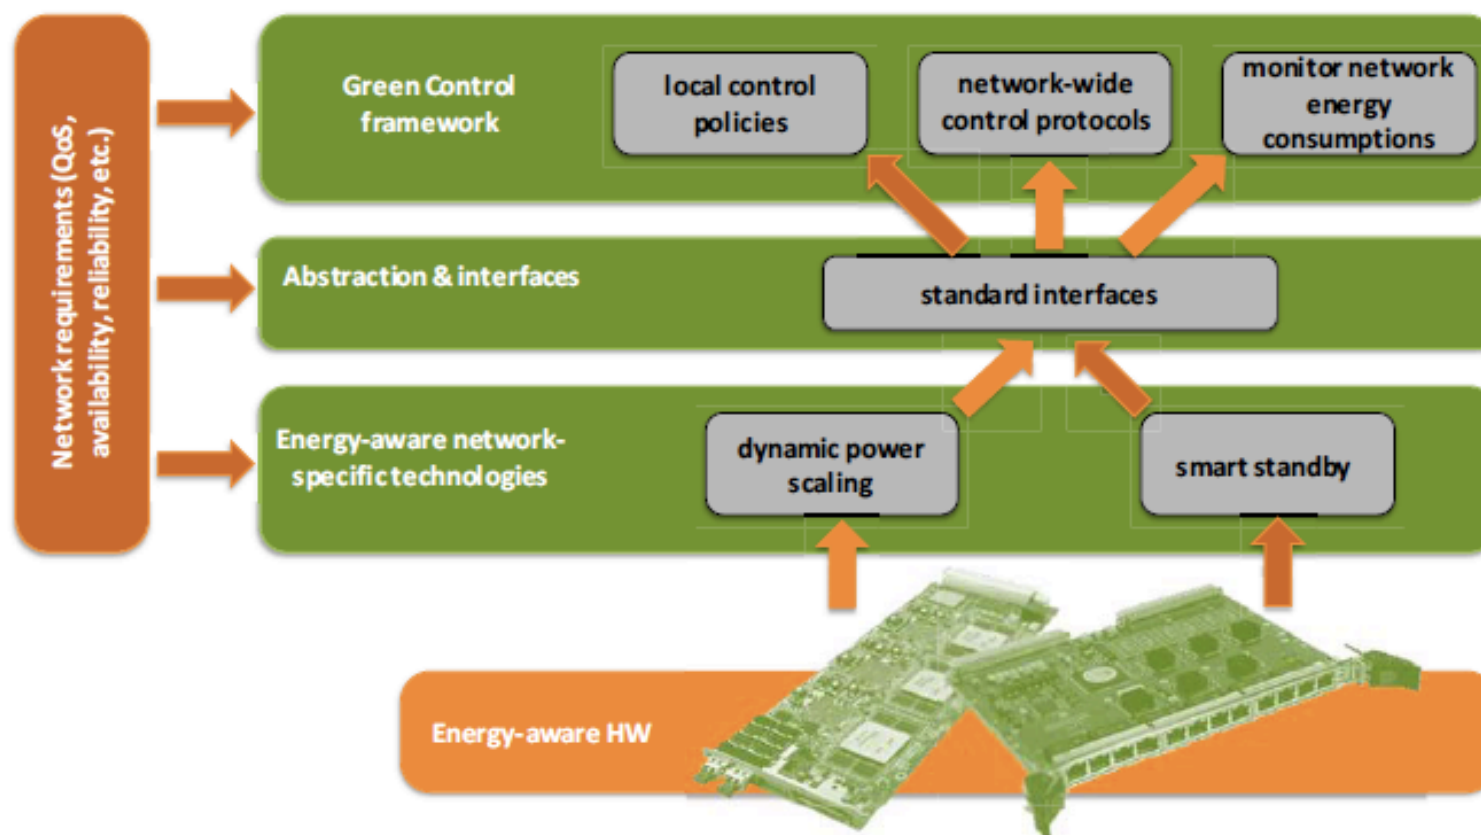 Network requirements (QoS,
availability, reliability, etc.)
Green Control
framework
local control
policies
network-wide
control protocols
monitor network
energy
consumptions
Abstraction & interfaces
standard interfaces
Energy-aware network-
specific technologies
dynamic power
scaling
smart standby
Energy-aware HW